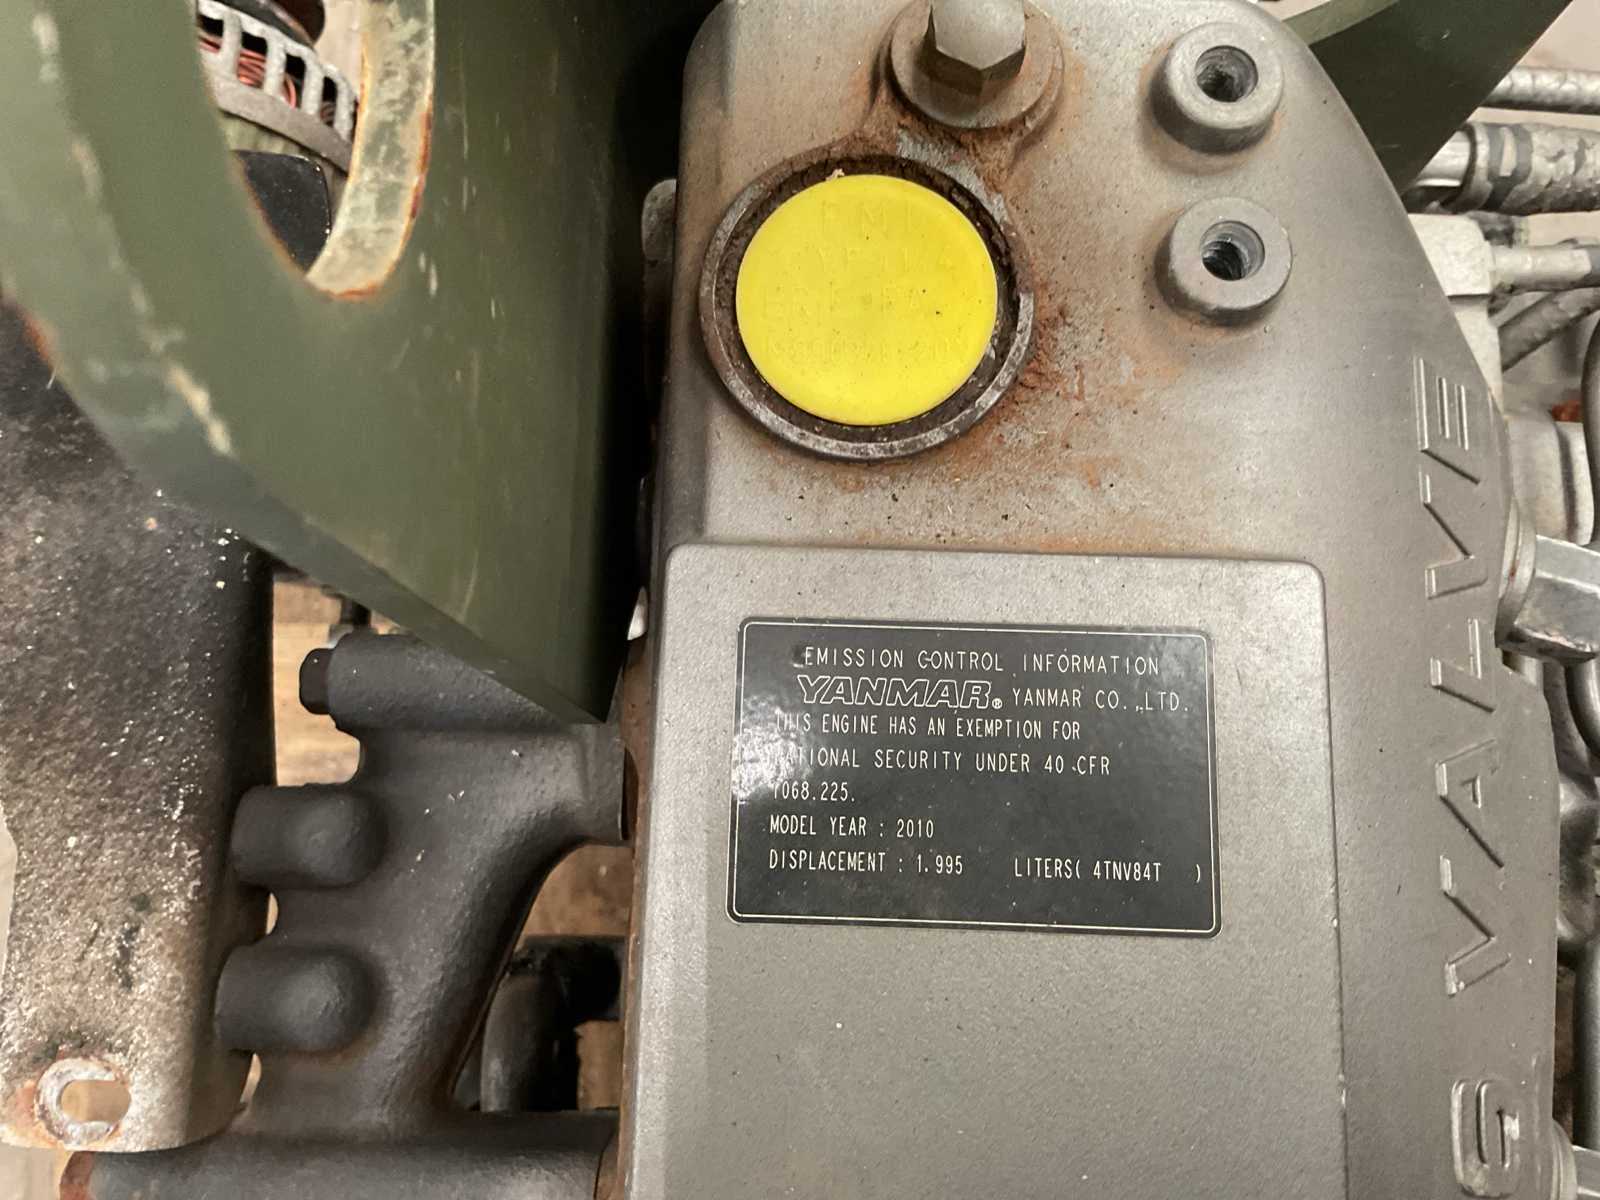 EMISSION CONTROL INFORMATION
YANMAR® YANMAR CO.,LTD.
THIS ENGINE HAS AN EXEMPTION FOR
NATIONAL SECURITY UNDER 40 CFR
1068.225.
MODEL YEAR : 2010
DISPLACEMENT : 1.995 LITERS( 4TNV84T )
VALVE